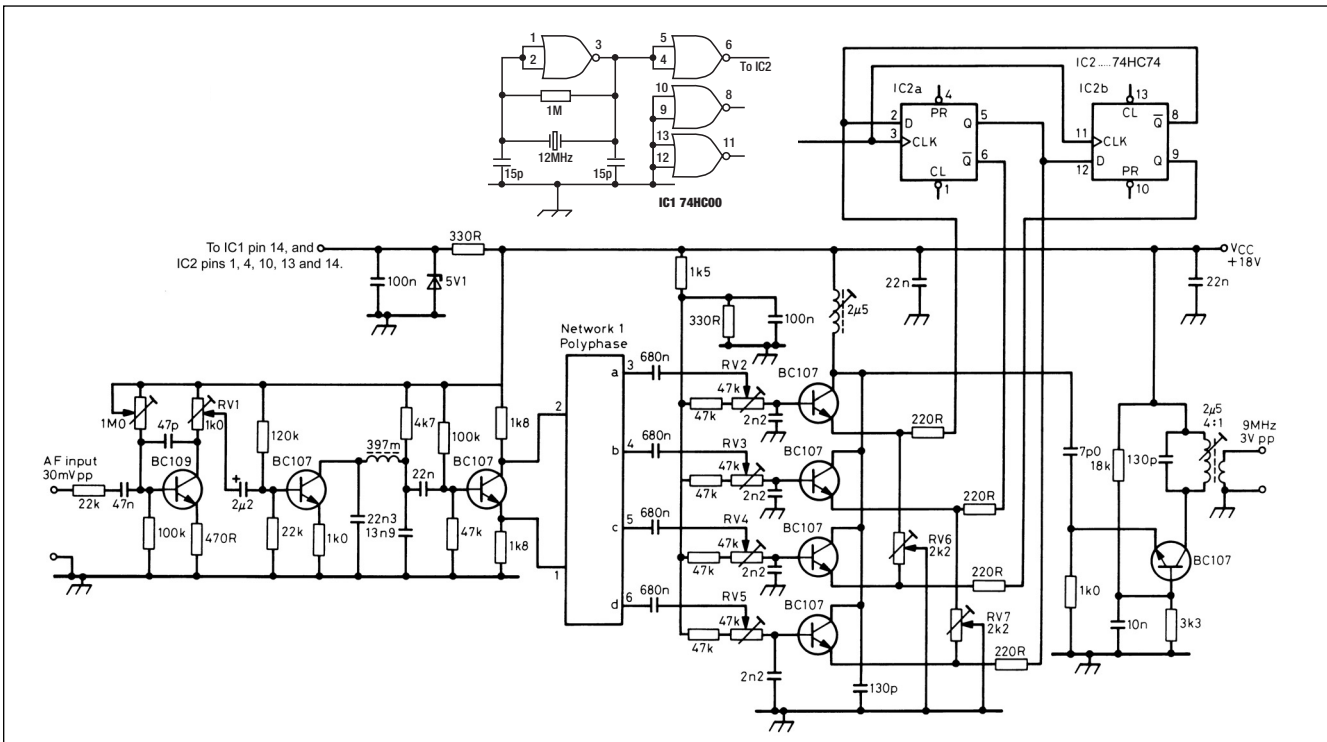 1
2
3
5
4
6
To IC2
1M
12MHz
15p
15p
10
9
8
13
12
11
IC1 74HC00
IC2.....74HC74
IC2a
IC2b
4
PR
2
D
Q
5
3
CLK
Q
6
CL
1
13
CL
Q
8
11
CLK
D
Q
9
12
PR
10
To IC1 pin 14, and
IC2 pins 1, 4, 10, 13 and 14.
330R
100n
5V1
VCC
+18V
1k5
330R
100n
2µ5
22n
22n
Network 1
Polyphase
2
1
a
3
b
4
c
5
d
6
680n
680n
680n
680n
RV2
47k
47k
2n2
BC107
220R
RV3
47k
47k
2n2
BC107
220R
RV4
47k
47k
2n2
BC107
220R
RV5
47k
47k
2n2
BC107
220R
RV6
2k2
RV7
2k2
130p
1M0
47p
RV1
1k0
120k
4k7
100k
1k8
AF input
30mV pp
22k
47n
BC109
2µ2
+
BC107
397m
22n
BC107
100k
470R
22k
1k0
22n3
13n9
47k
1k8
7p0
18k
130p
2µ5
4:1
9MHz
3V pp
BC107
1k0
10n
3k3